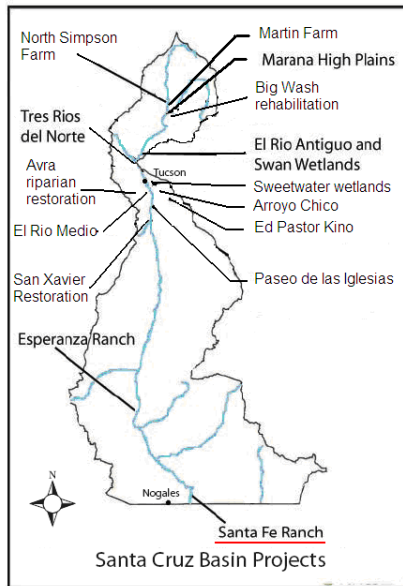 North Simpson
Farm
Martin Farm
Marana High Plains
Big Wash
rehabilitation
Tres Rios
del Norte
El Rio Antiguo and
Swan Wetlands
Avra
riparian
restoration
Tucson
Sweetwater wetlands
Arroyo Chico
El Rio Medio
Ed Pastor Kino
San Xavier
Restoration
Paseo de las Iglesias
Esperanza Ranch
N
Nogales
Santa Fe Ranch
Santa Cruz Basin Projects